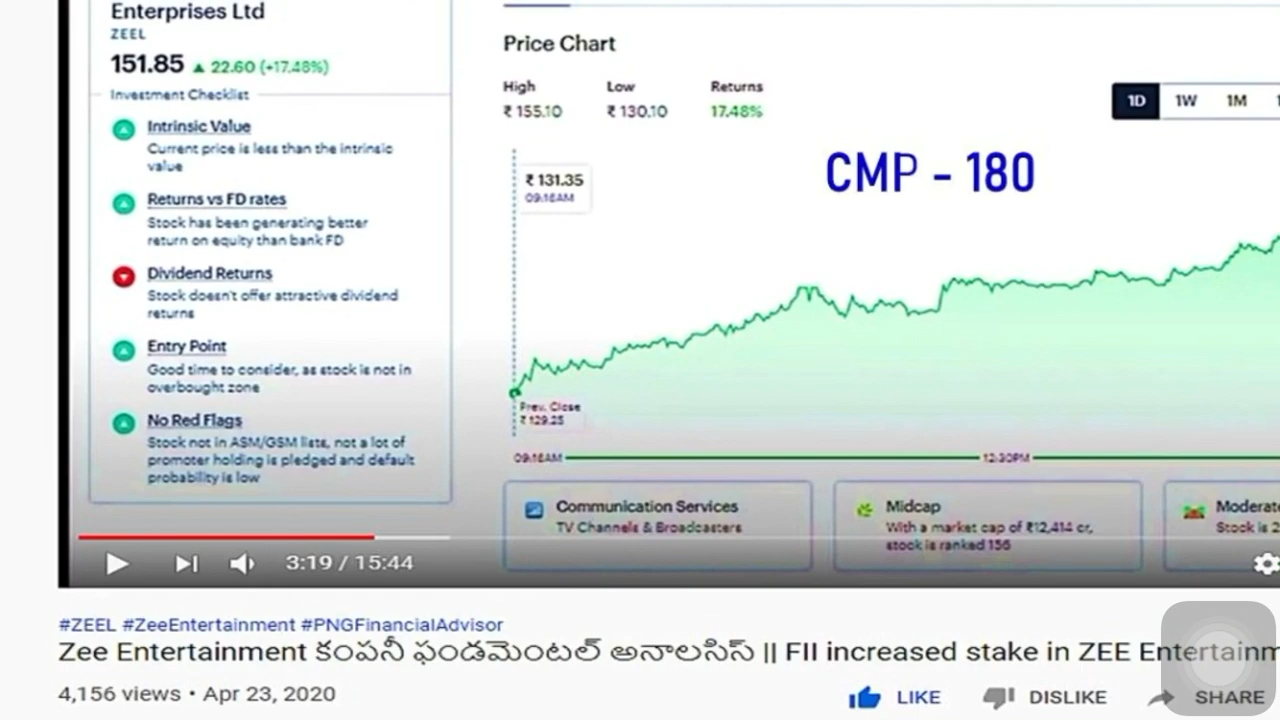 Enterprises Ltd
ZEEL
151.85 ▲ 22.60 (+17.48%)
Investment Checklist
Intrinsic Value
Current price is less than the intrinsic
value
Returns vs FD rates
Stock has been generating better
return on equity than bank FD
Dividend Returns
Stock doesn't offer attractive dividend
returns
Entry Point
Good time to consider, as stock is not in
overbought zone
No Red Flags
Stock not in ASM/GSM lists, not a lot of
promoter holding is pledged and default
probability is low
Price Chart
High Low Returns
₹ 155.10 ₹ 130.10 17.48%
1D 1W 1M
CMP - 180
₹ 131.35
09:16AM
Prev. Close
₹ 129.25
09:16AM 12:30PM
Communication Services
TV Channels & Broadcasters
Midcap
With a market cap of ₹12,414 cr,
stock is ranked 156
Moderate
Stock is 2
3:19 / 15:44
#ZEEL #ZeeEntertainment #PNGFinancialAdvisor
Zee Entertainment కంపనీ ఫండమెంటల్ అనాలసిస్ || FII increased stake in ZEE Entertainm
4,156 views • Apr 23, 2020
LIKE DISLIKE SHARE